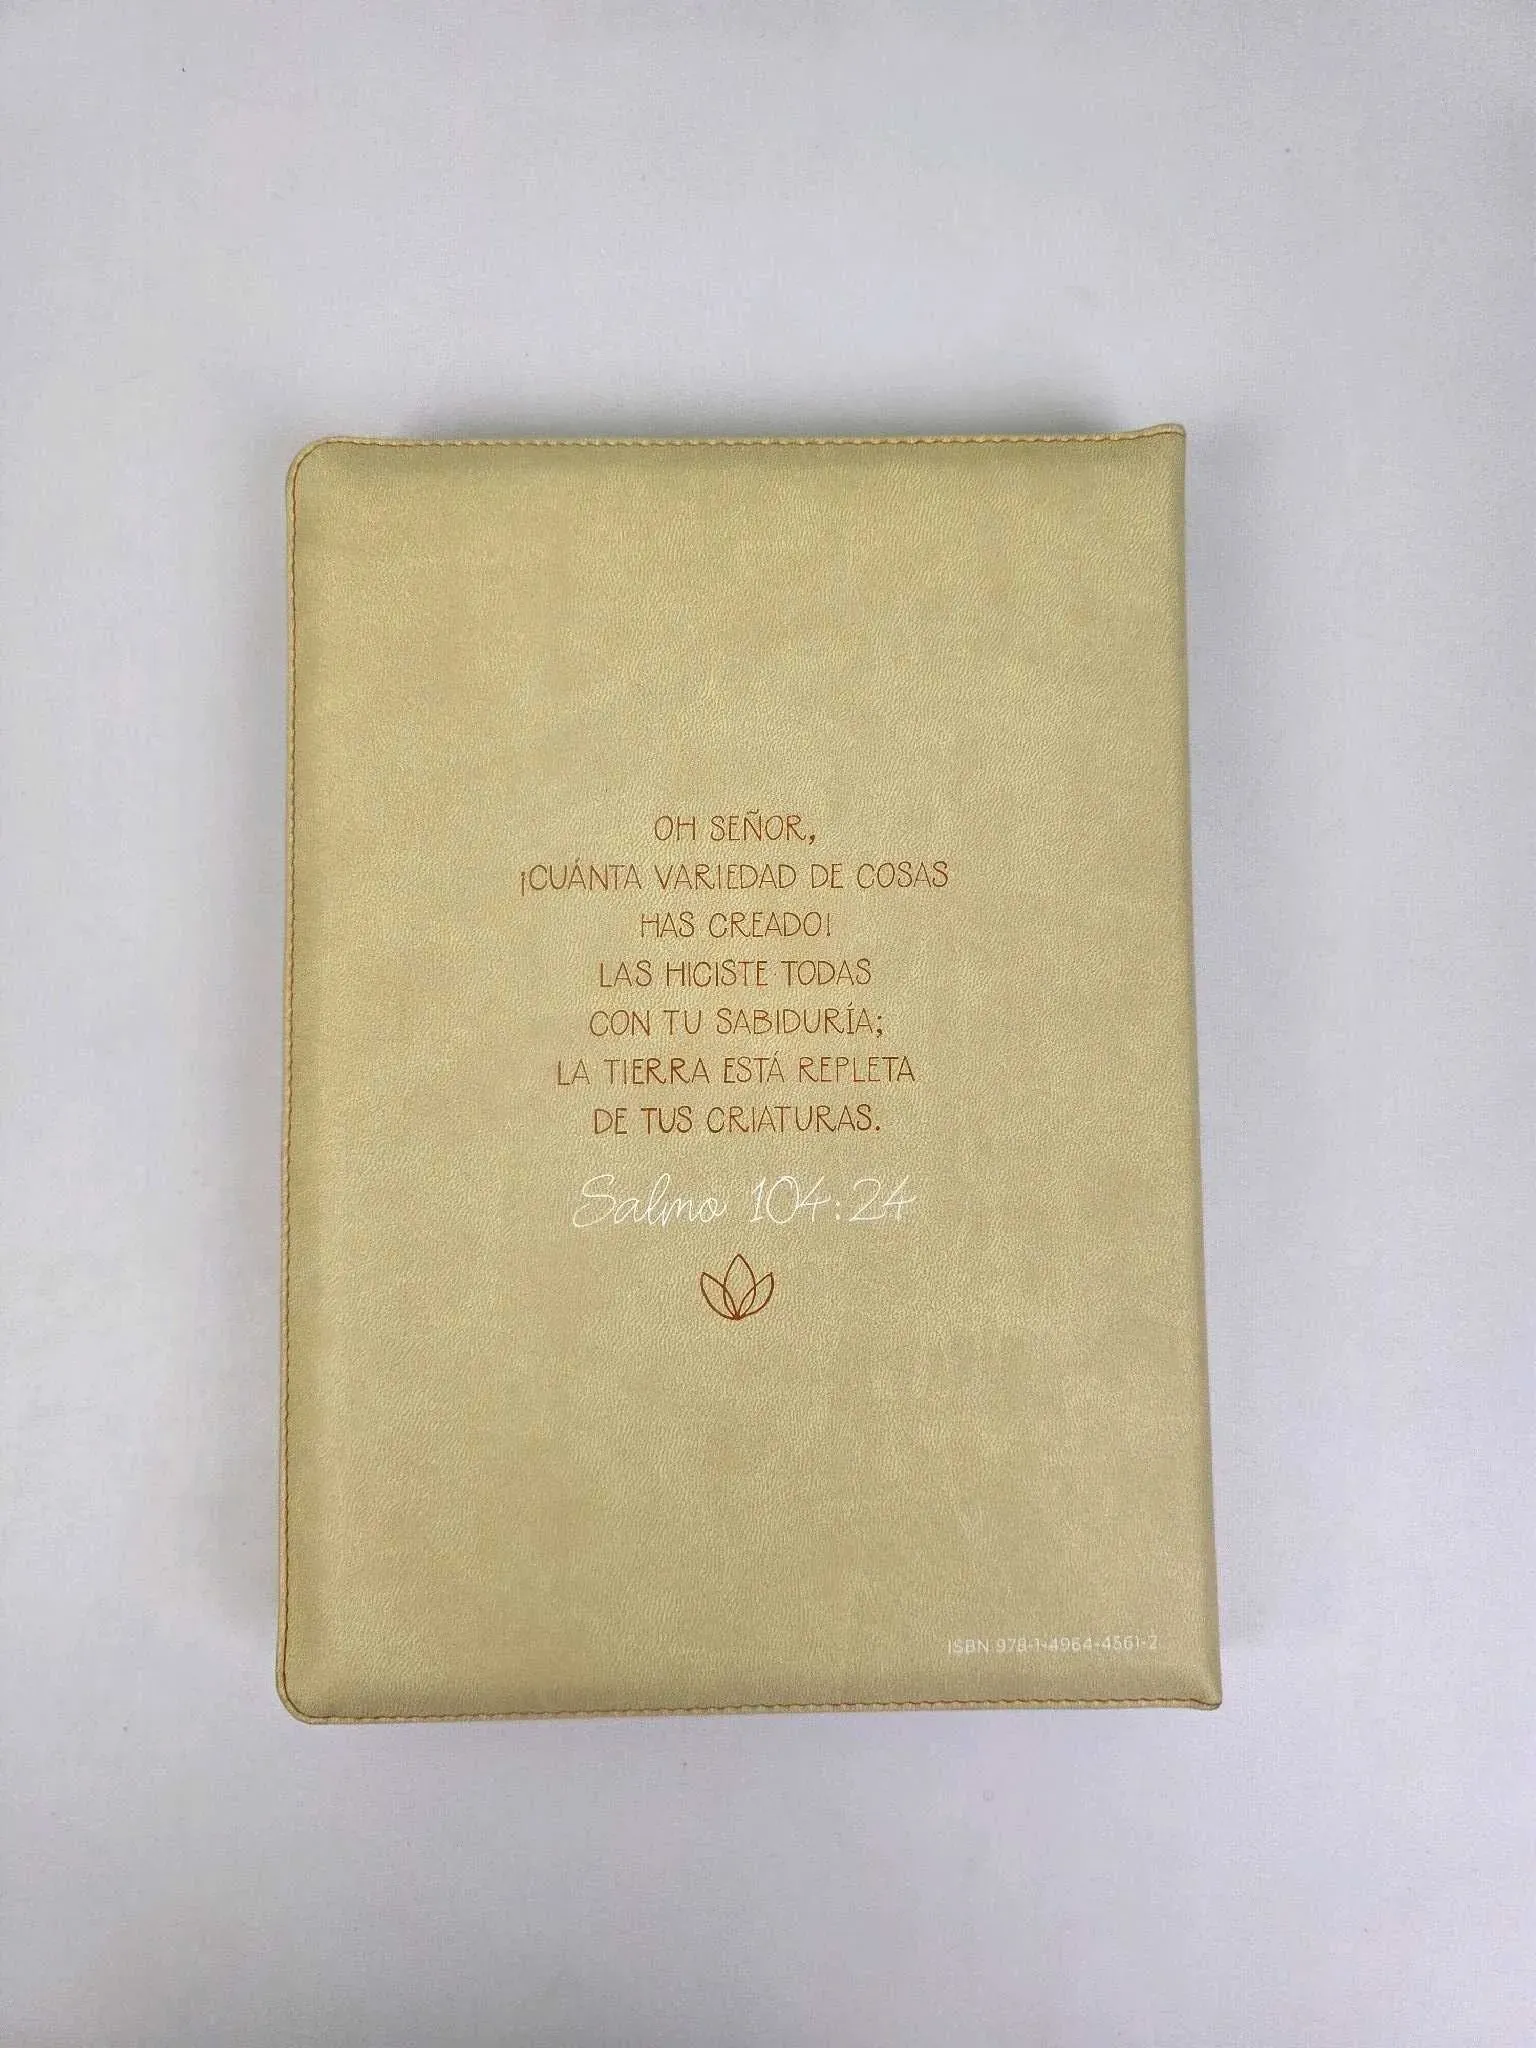 OH SEÑOR,
¡CUÁNTA VARIEDAD DE COSAS
HAS CREADO!
LAS HICISTE TODAS
CON TU SABIDURÍA;
LA TIERRA ESTÁ REPLETA
DE TUS CRIATURAS.
Salmo 104:24
ISBN 978-1-4964-4561-2